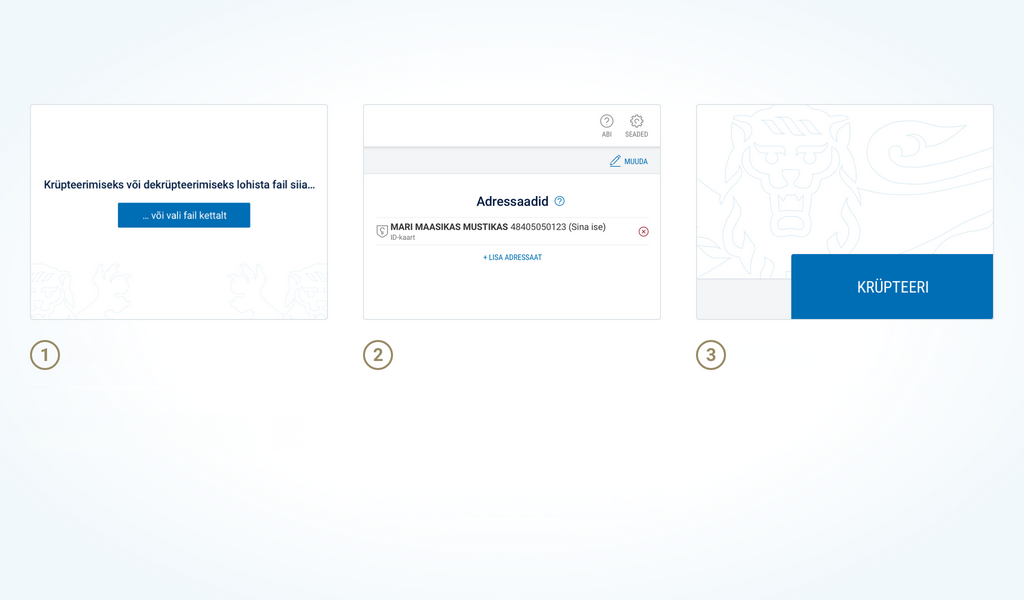 Krüpteerimiseks või dekrüpteerimiseks lohista fail siia...
... või vali fail kettalt
1
ABI
SEADED
MUUDA
Adressaadid
MARI MAASIKAS MUSTIKAS 48405050123 (Sina ise)
ID-kaart
+ LISA ADRESSAAT
2
KRÜPTEERI
3